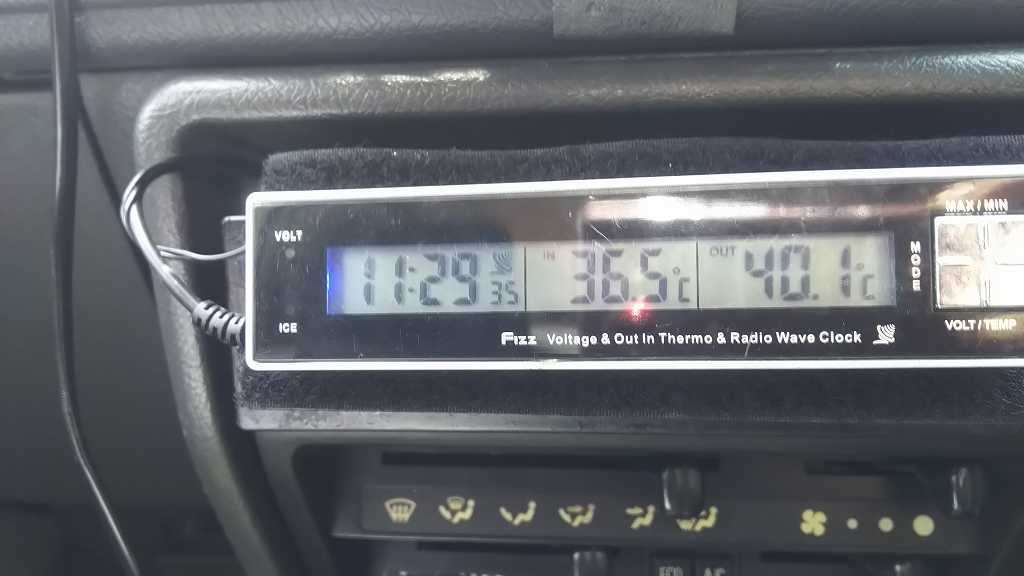 MAX / MIN
VOLT
11:29 35
IN 36.5°C
OUT 40.1°C
MODE
ICE
FIZZ Voltage & Out In Thermo & Radio Wave Clock
VOLT / TEMP
ECO A/C